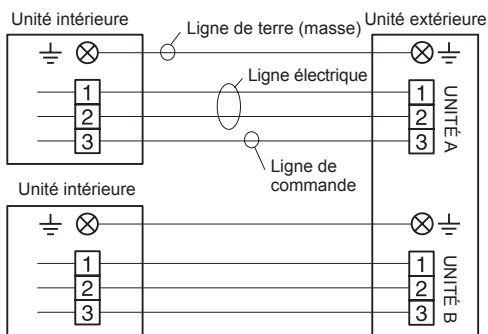 Unité intérieure
Unité extérieure
Ligne de terre (masse)
Ligne électrique
1
2
3
1
2
3
UNITÉ A
Ligne de
commande
Unité intérieure
1
2
3
1
2
3
UNITÉ B